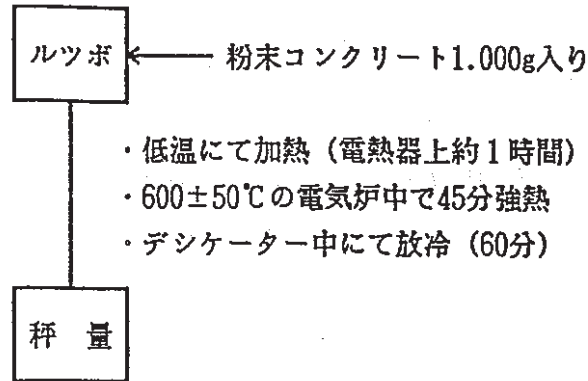 ルツボ
粉末コンクリート1.000g入り
・低温にて加熱（電熱器上約1時間）
・600±50℃の電気炉中で45分強熱
・デシケーター中にて放冷（60分）
秤 量